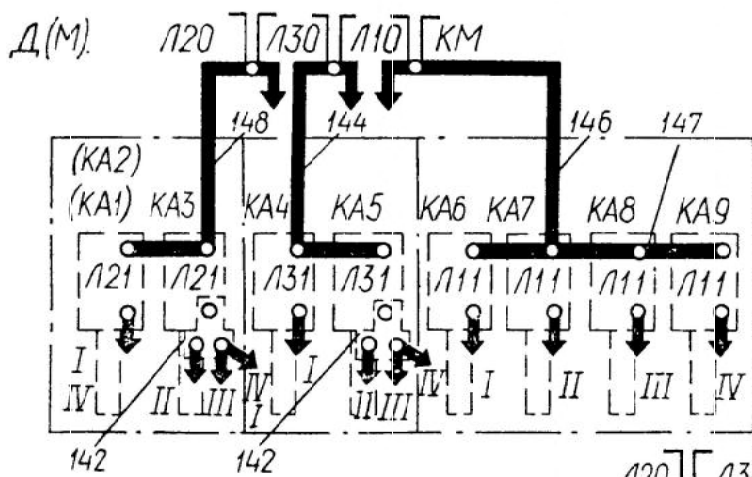 Д(М). Л20 Л30 Л10 КМ
148 144 146 147
(КА2)
(КА1) КА3 КА4 КА5 КА6 КА7 КА8 КА9
Л21 Л21 Л31 Л31 Л11 Л11 Л11 Л11
I I I II III IV
IV II III IV I II III IV
142 142
Л20